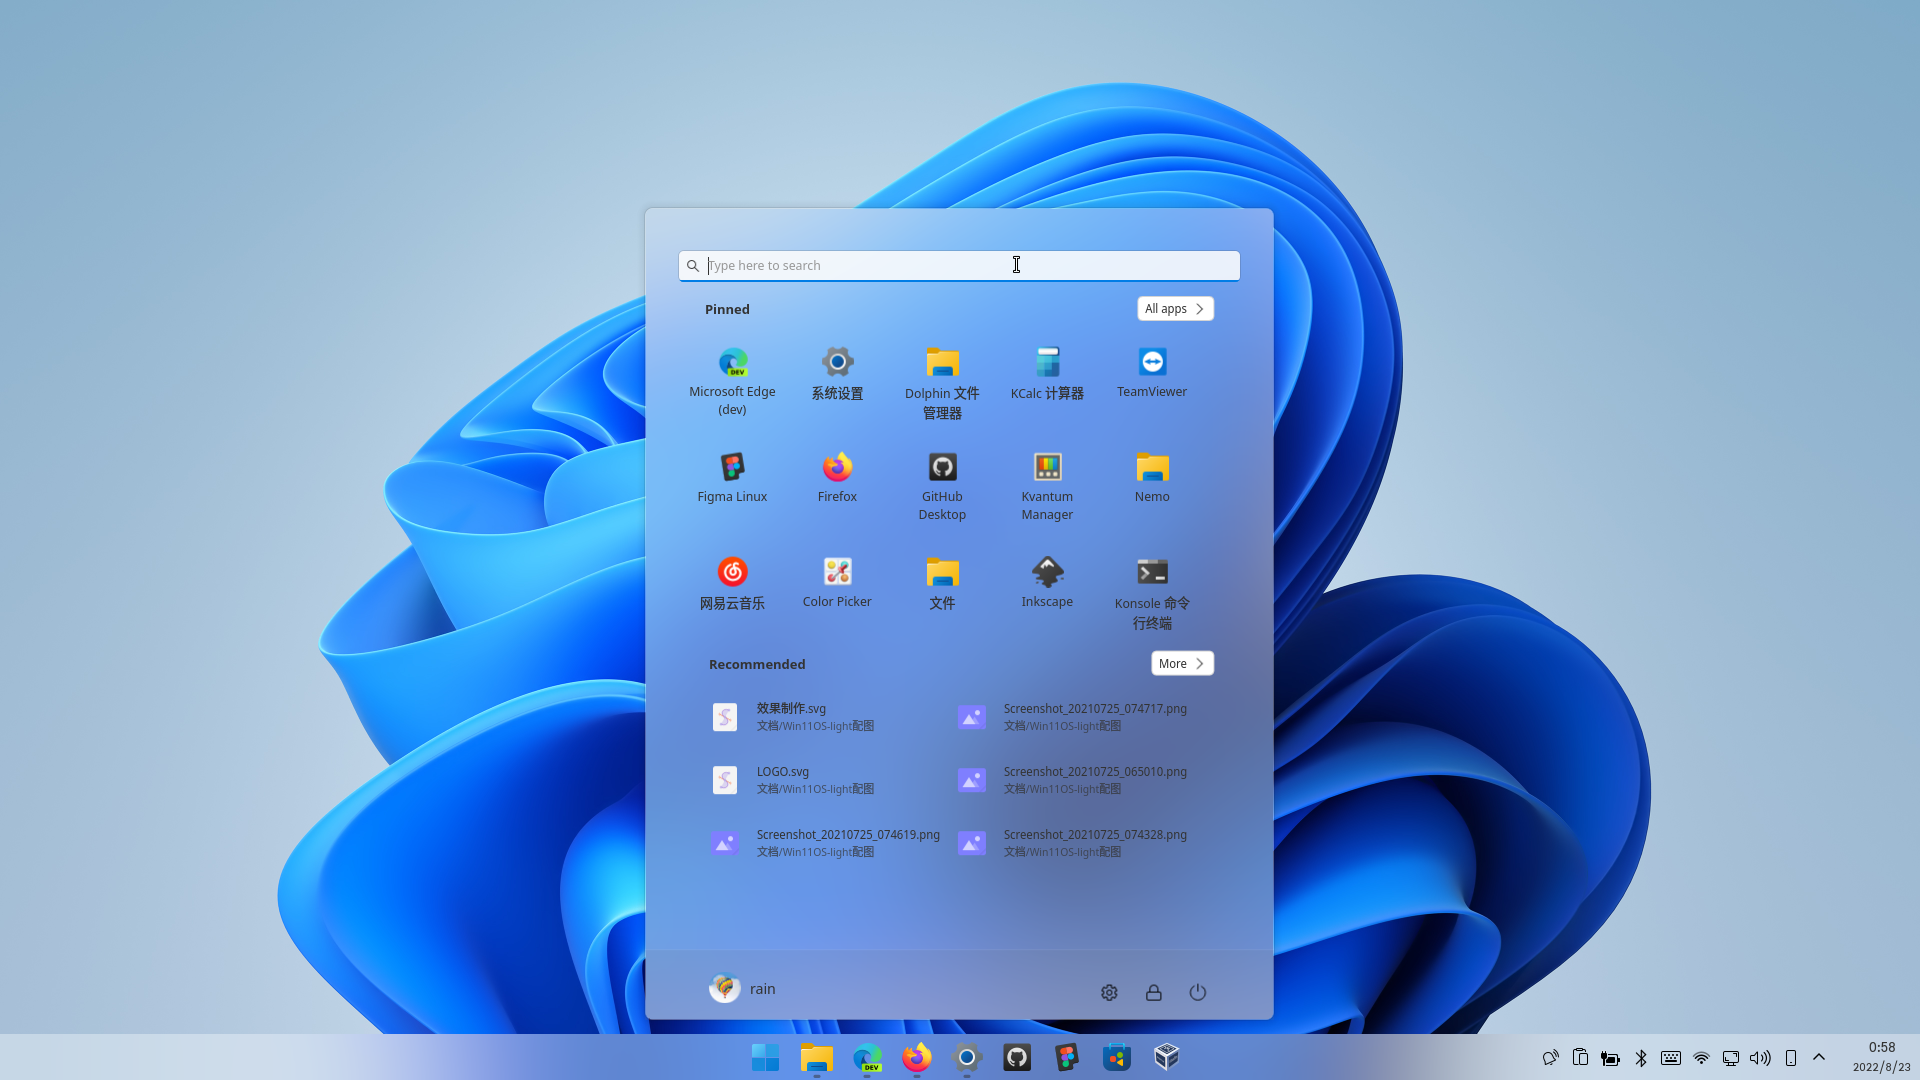 Type here to search
Pinned
All apps
Microsoft Edge
(dev)
系统设置
Dolphin 文件
管理器
KCalc 计算器
TeamViewer
Figma Linux
Firefox
GitHub
Desktop
Kvantum
Manager
Nemo
网易云音乐
Color Picker
文件
Inkscape
Konsole 命令
行终端
Recommended
More
效果制作.svg
文档/Win11OS-light配图
Screenshot_20210725_074717.png
文档/Win11OS-light配图
LOGO.svg
文档/Win11OS-light配图
Screenshot_20210725_065010.png
文档/Win11OS-light配图
Screenshot_20210725_074619.png
文档/Win11OS-light配图
Screenshot_20210725_074328.png
文档/Win11OS-light配图
rain
DEV
DEV
0:58
2022/8/23